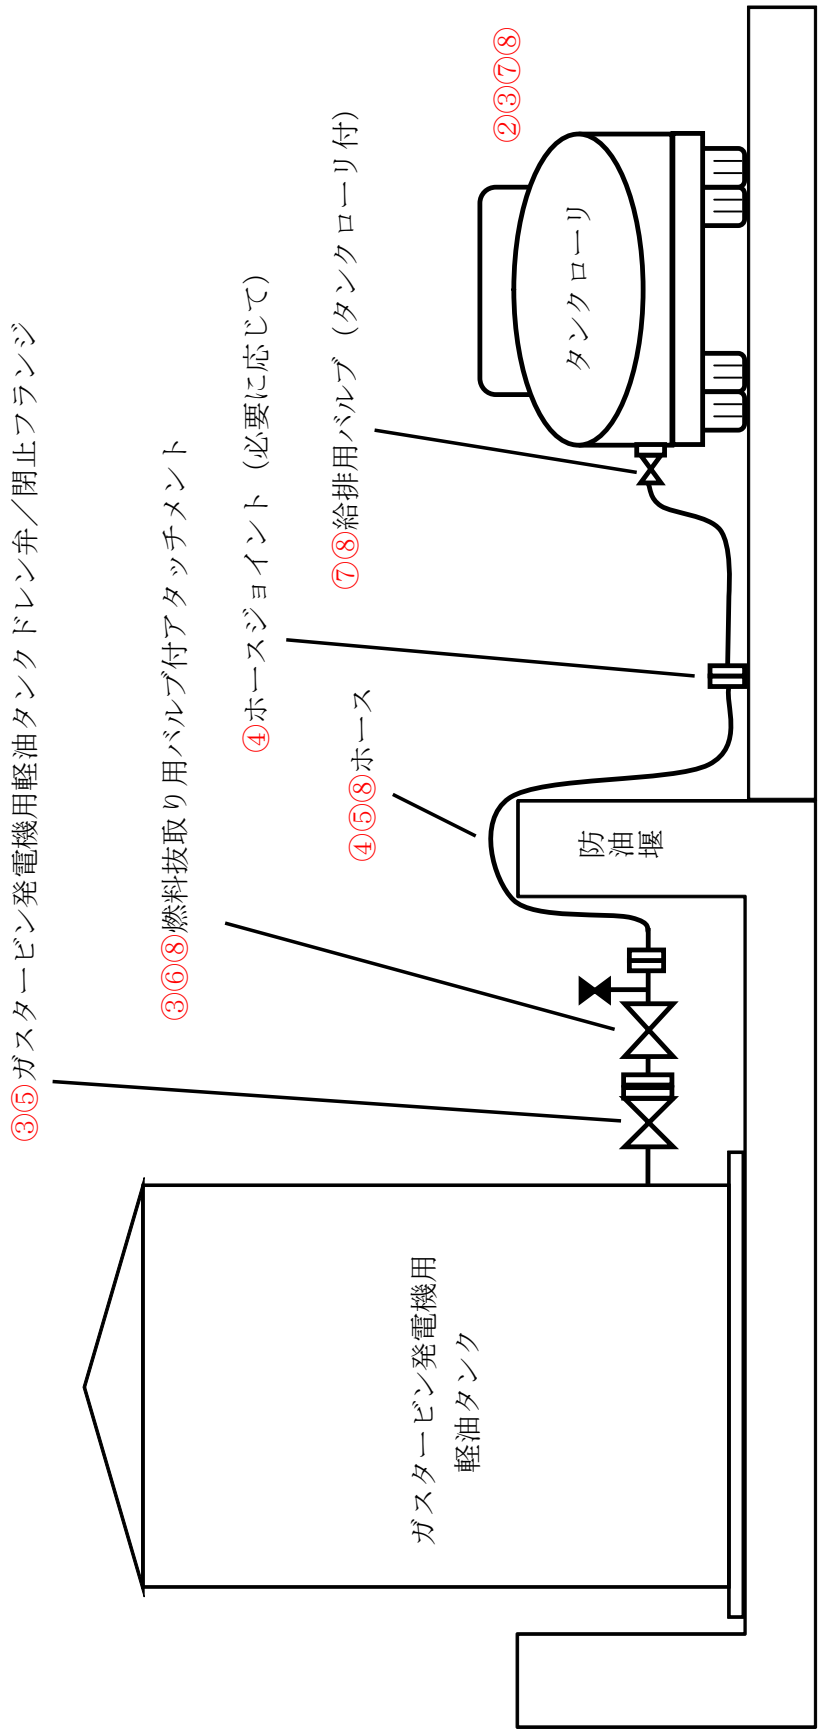 ③⑤ガスタービン発電機用軽油タンクドレン弁／閉止フランジ
③⑥⑧燃料抜取り用バルブ付アタッチメント
④ホースジョイント（必要に応じて）
⑦⑧給排用バルブ（タンクローリ付）
④⑤⑧ホース
②③⑦⑧
タンクローリ
防油堰
ガスタービン発電機用
軽油タンク